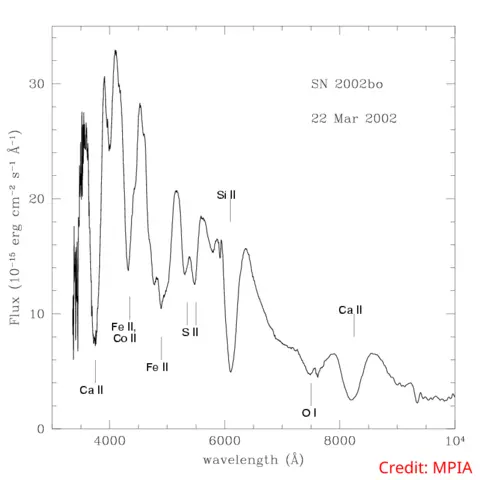 SN 2002bo
22 Mar 2002
Si II
Ca II
Fe II,
Co II
S II
Fe II
Ca II
O I
30
20
10
0
4000
6000
8000
10⁴
Flux (10⁻¹⁵ erg cm⁻² s⁻¹ Å⁻¹)
wavelength (Å)
Credit: MPIA